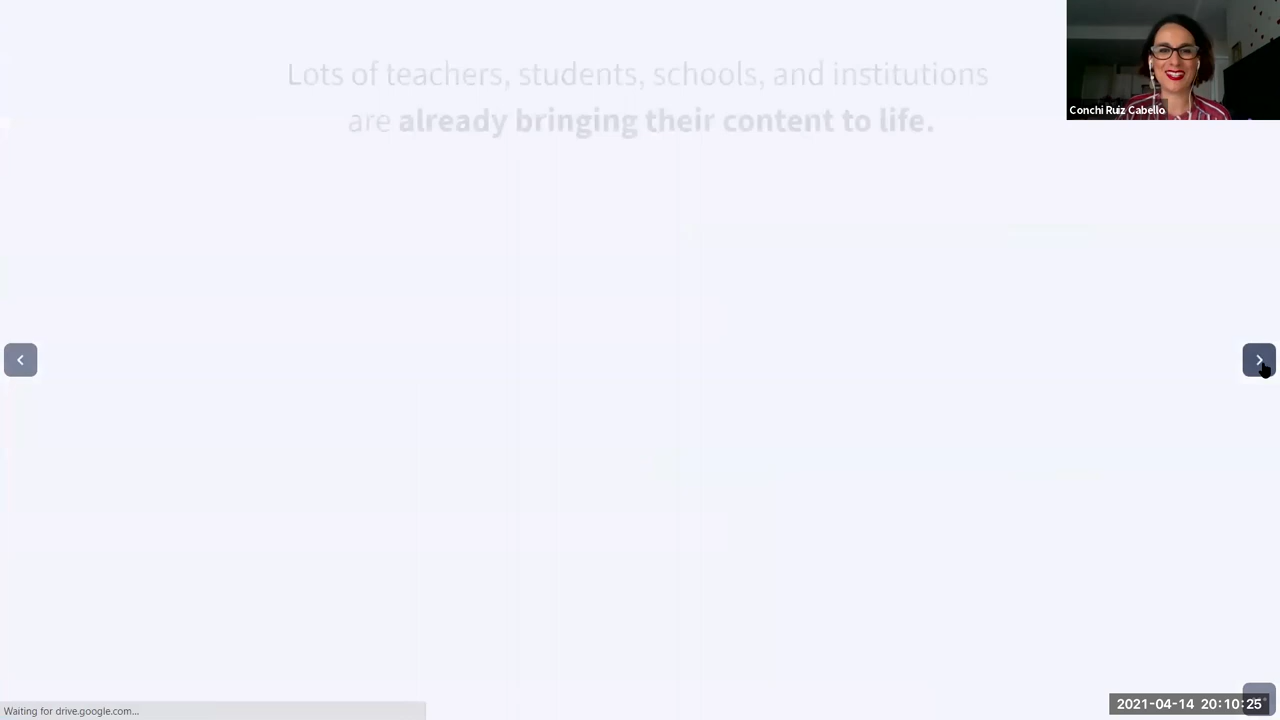 Lots of teachers, students, schools, and institutions
are already bringing their content to life.
Conchi Ruiz Cabello
Waiting for drive.google.com...
2021-04-14 20:10:25